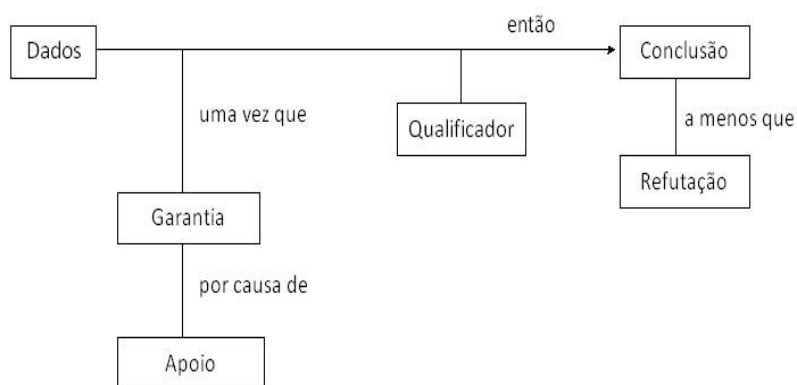 então
Dados
Conclusão
uma vez que
Qualificador
a menos que
Refutação
Garantia
por causa de
Apoio